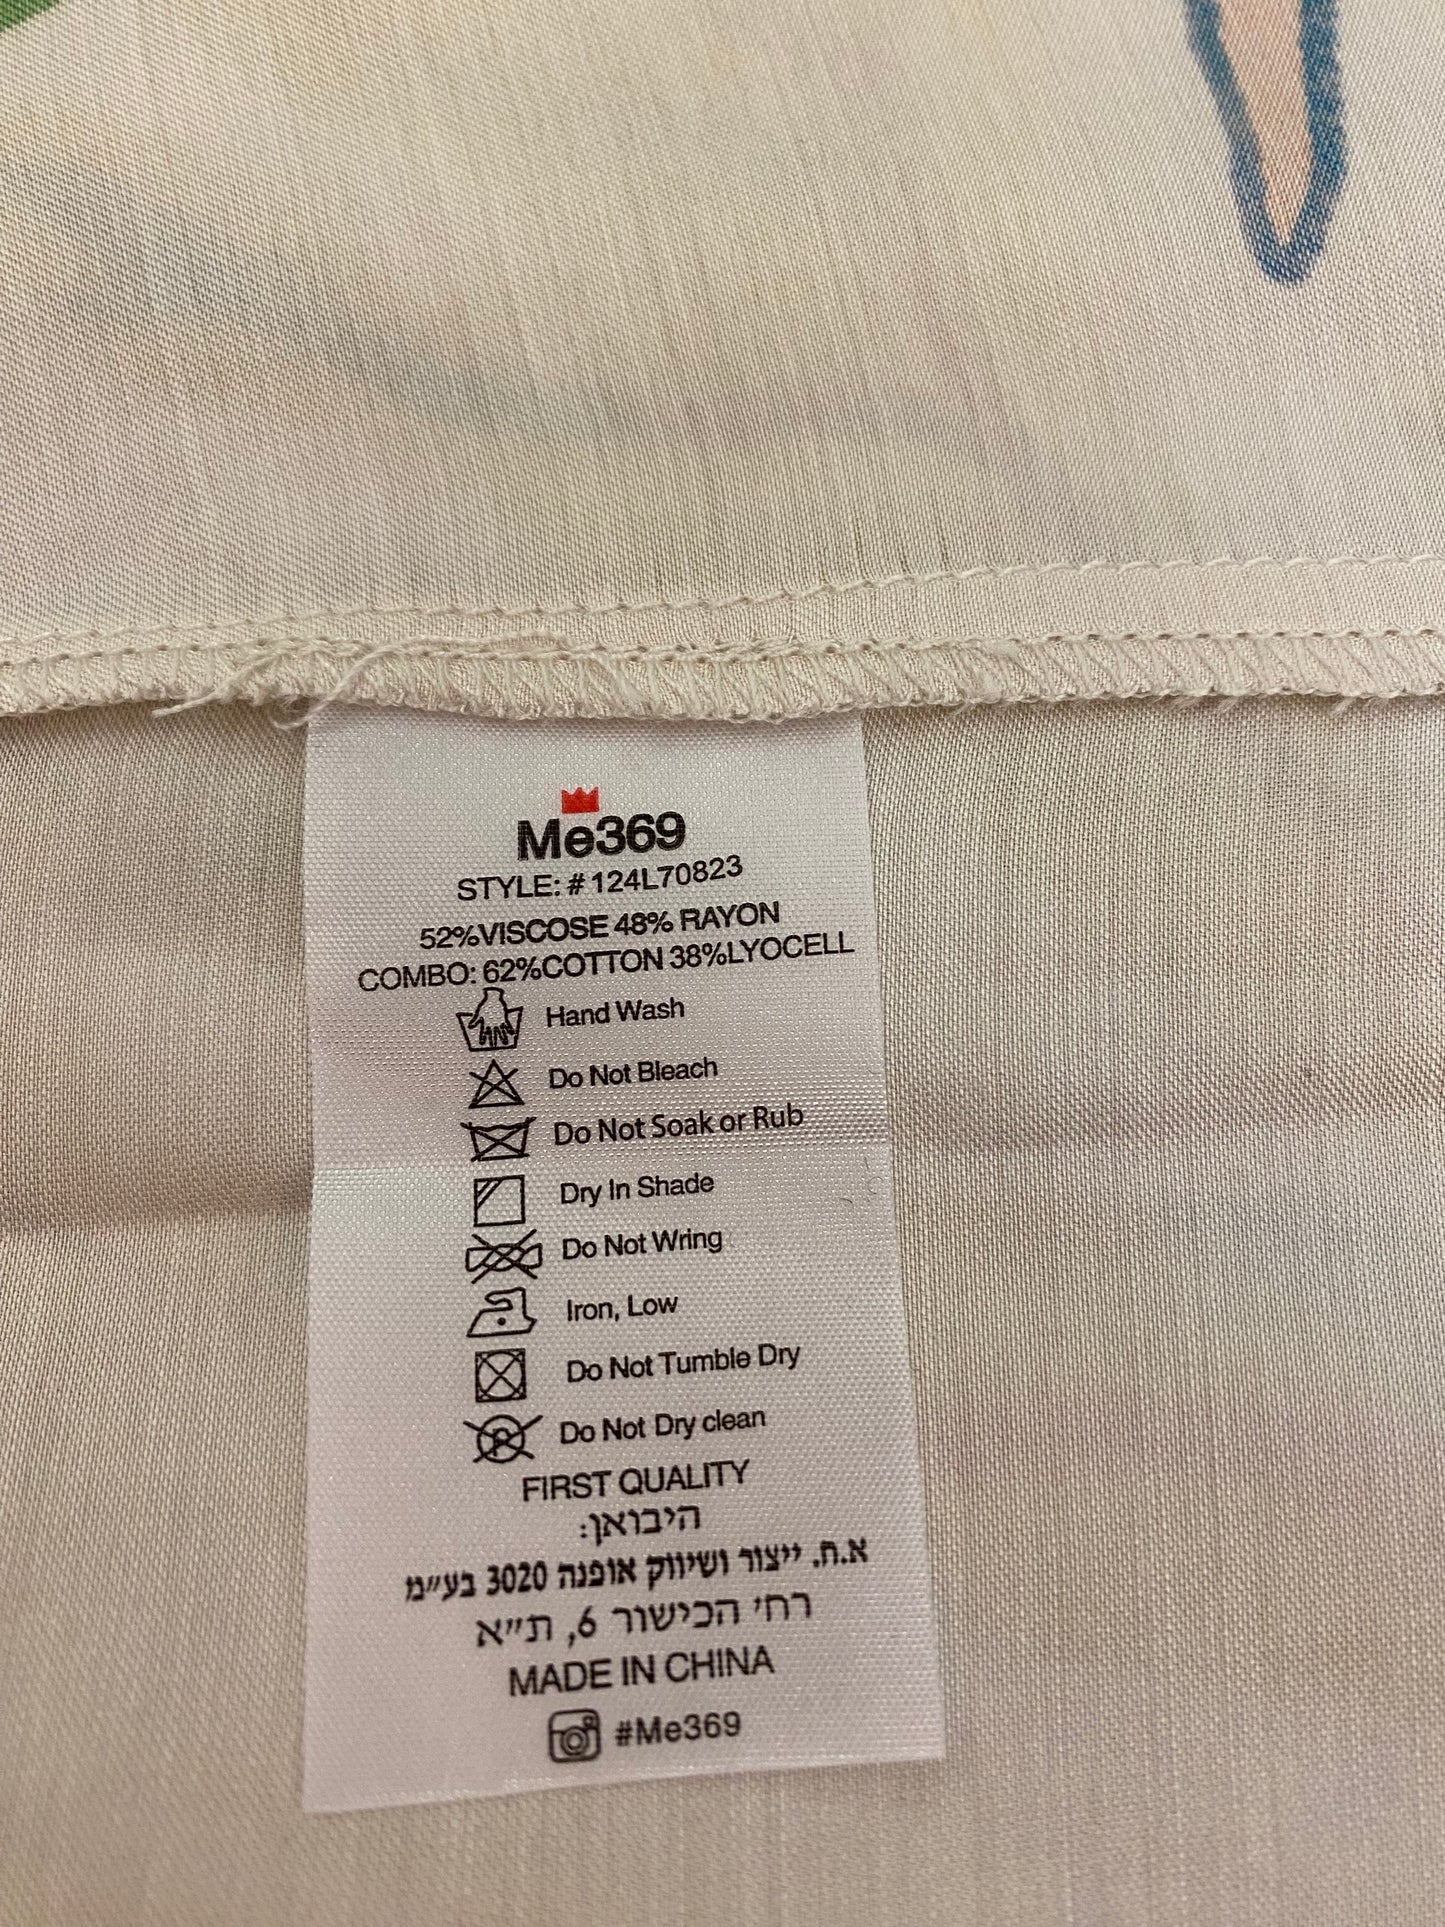 Me369
STYLE: # 124L70823
52%VISCOSE 48% RAYON
COMBO: 62%COTTON 38%LYOCELL
Hand Wash
Do Not Bleach
Do Not Soak or Rub
Dry In Shade
Do Not Wring
Iron, Low
Do Not Tumble Dry
P Do Not Dry clean
FIRST QUALITY
היבואן:
א.ח. ייצור ושיווק אופנה 3020 בע״מ
רח׳ הכישור 6, ת״א
MADE IN CHINA
#Me369